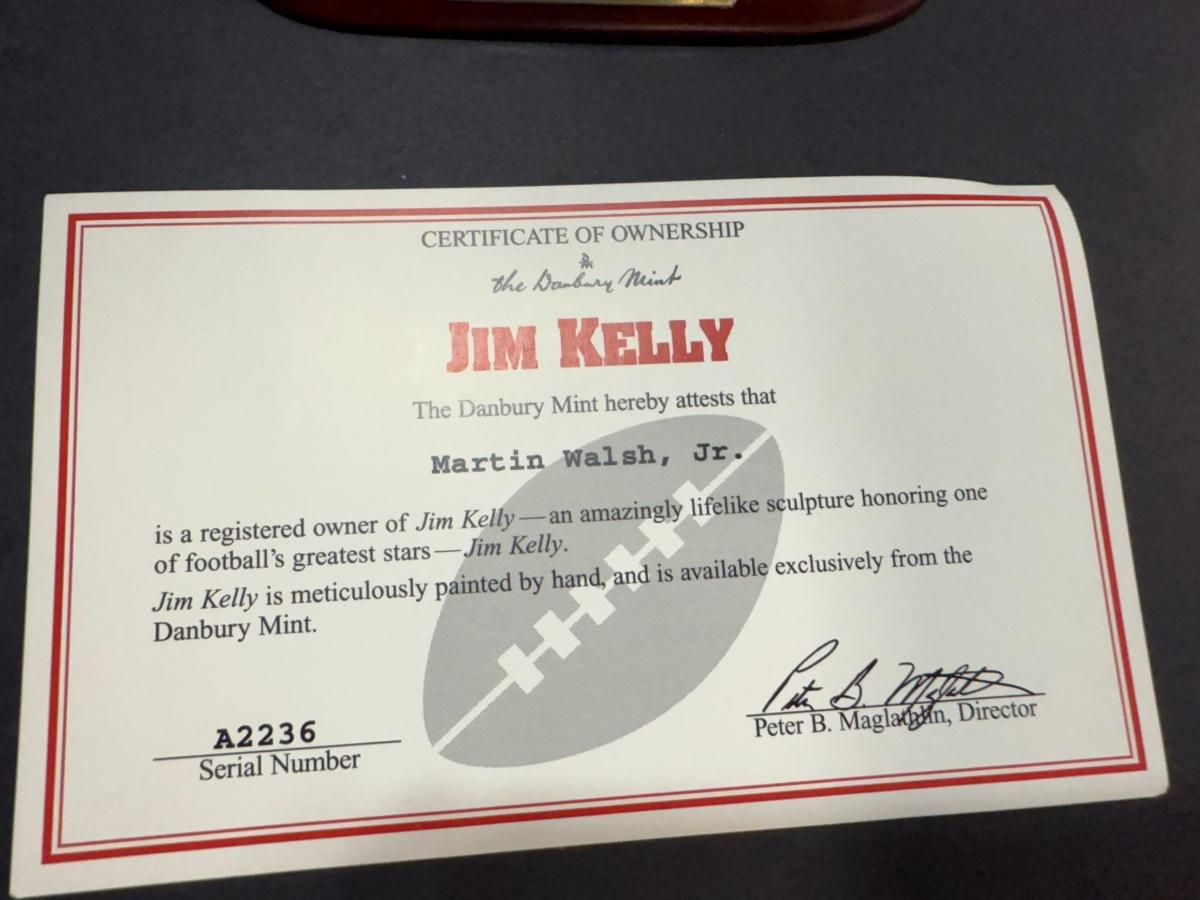 CERTIFICATE OF OWNERSHIP
the Danbury Mint
JIM KELLY
The Danbury Mint hereby attests that
Martin Walsh, Jr.
is a registered owner of Jim Kelly—an amazingly lifelike sculpture honoring one
of football's greatest stars—Jim Kelly.
Jim Kelly is meticulously painted by hand, and is available exclusively from the
Danbury Mint.
Peter B. Maglathlin
A2236
Serial Number
Peter B. Maglathlin, Director